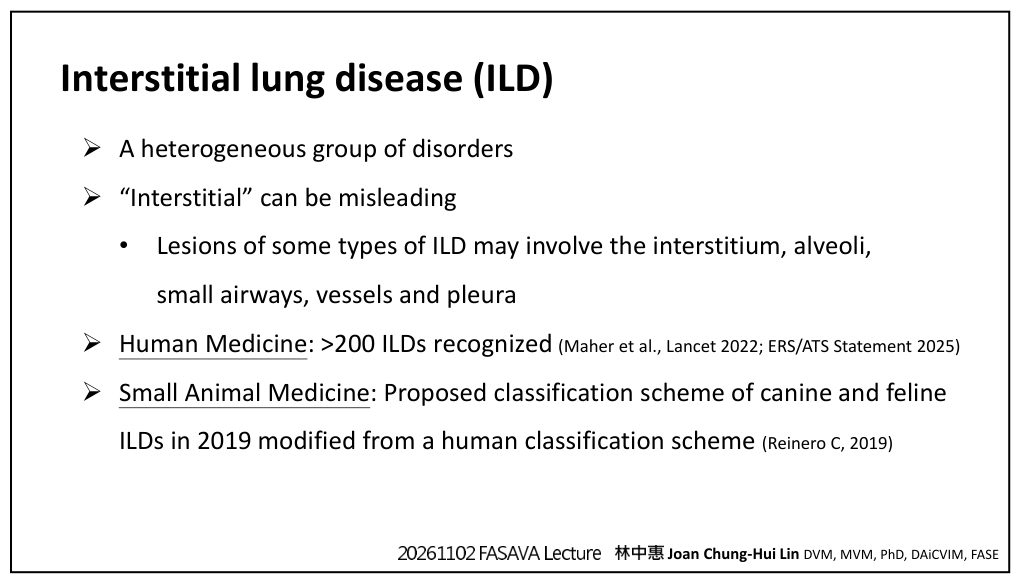 Interstitial lung disease (ILD)
➢ A heterogeneous group of disorders
➢ “Interstitial” can be misleading
• Lesions of some types of ILD may involve the interstitium, alveoli,
small airways, vessels and pleura
➢ Human Medicine: >200 ILDs recognized (Maher et al., Lancet 2022; ERS/ATS Statement 2025)
➢ Small Animal Medicine: Proposed classification scheme of canine and feline
ILDs in 2019 modified from a human classification scheme (Reinero C, 2019)
20261102 FASAVA Lecture 林中惠 Joan Chung-Hui Lin DVM, MVM, PhD, DAiCVIM, FASE